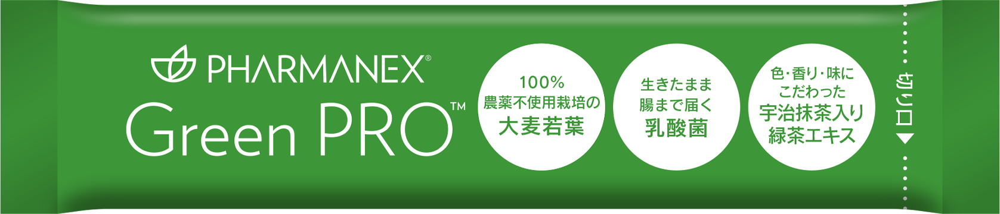 PHARMANEX®
Green PRO™
100%
農薬不使用栽培の
大麦若葉
生きたまま
腸まで届く
乳酸菌
色・香り・味に
こだわった
宇治抹茶入り
緑茶エキス
切り口